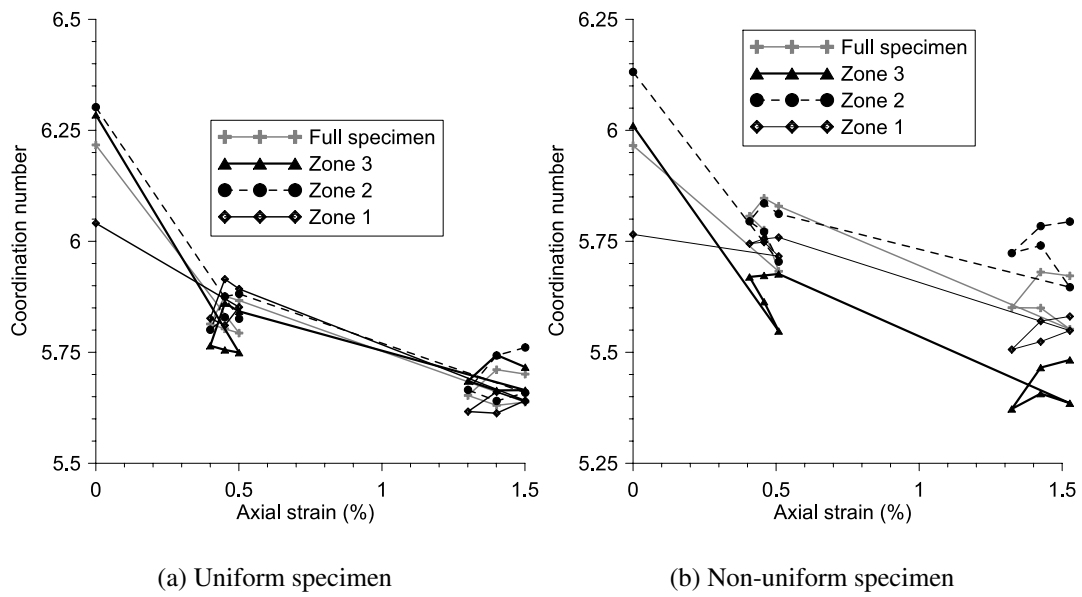 6.5
6.25
6
5.75
5.5
Coordination number
0
0.5
1
1.5
Axial strain (%)
Full specimen
Zone 3
Zone 2
Zone 1
(a) Uniform specimen
6.25
6
5.75
5.5
5.25
Coordination number
0
0.5
1
1.5
Axial strain (%)
Full specimen
Zone 3
Zone 2
Zone 1
(b) Non-uniform specimen